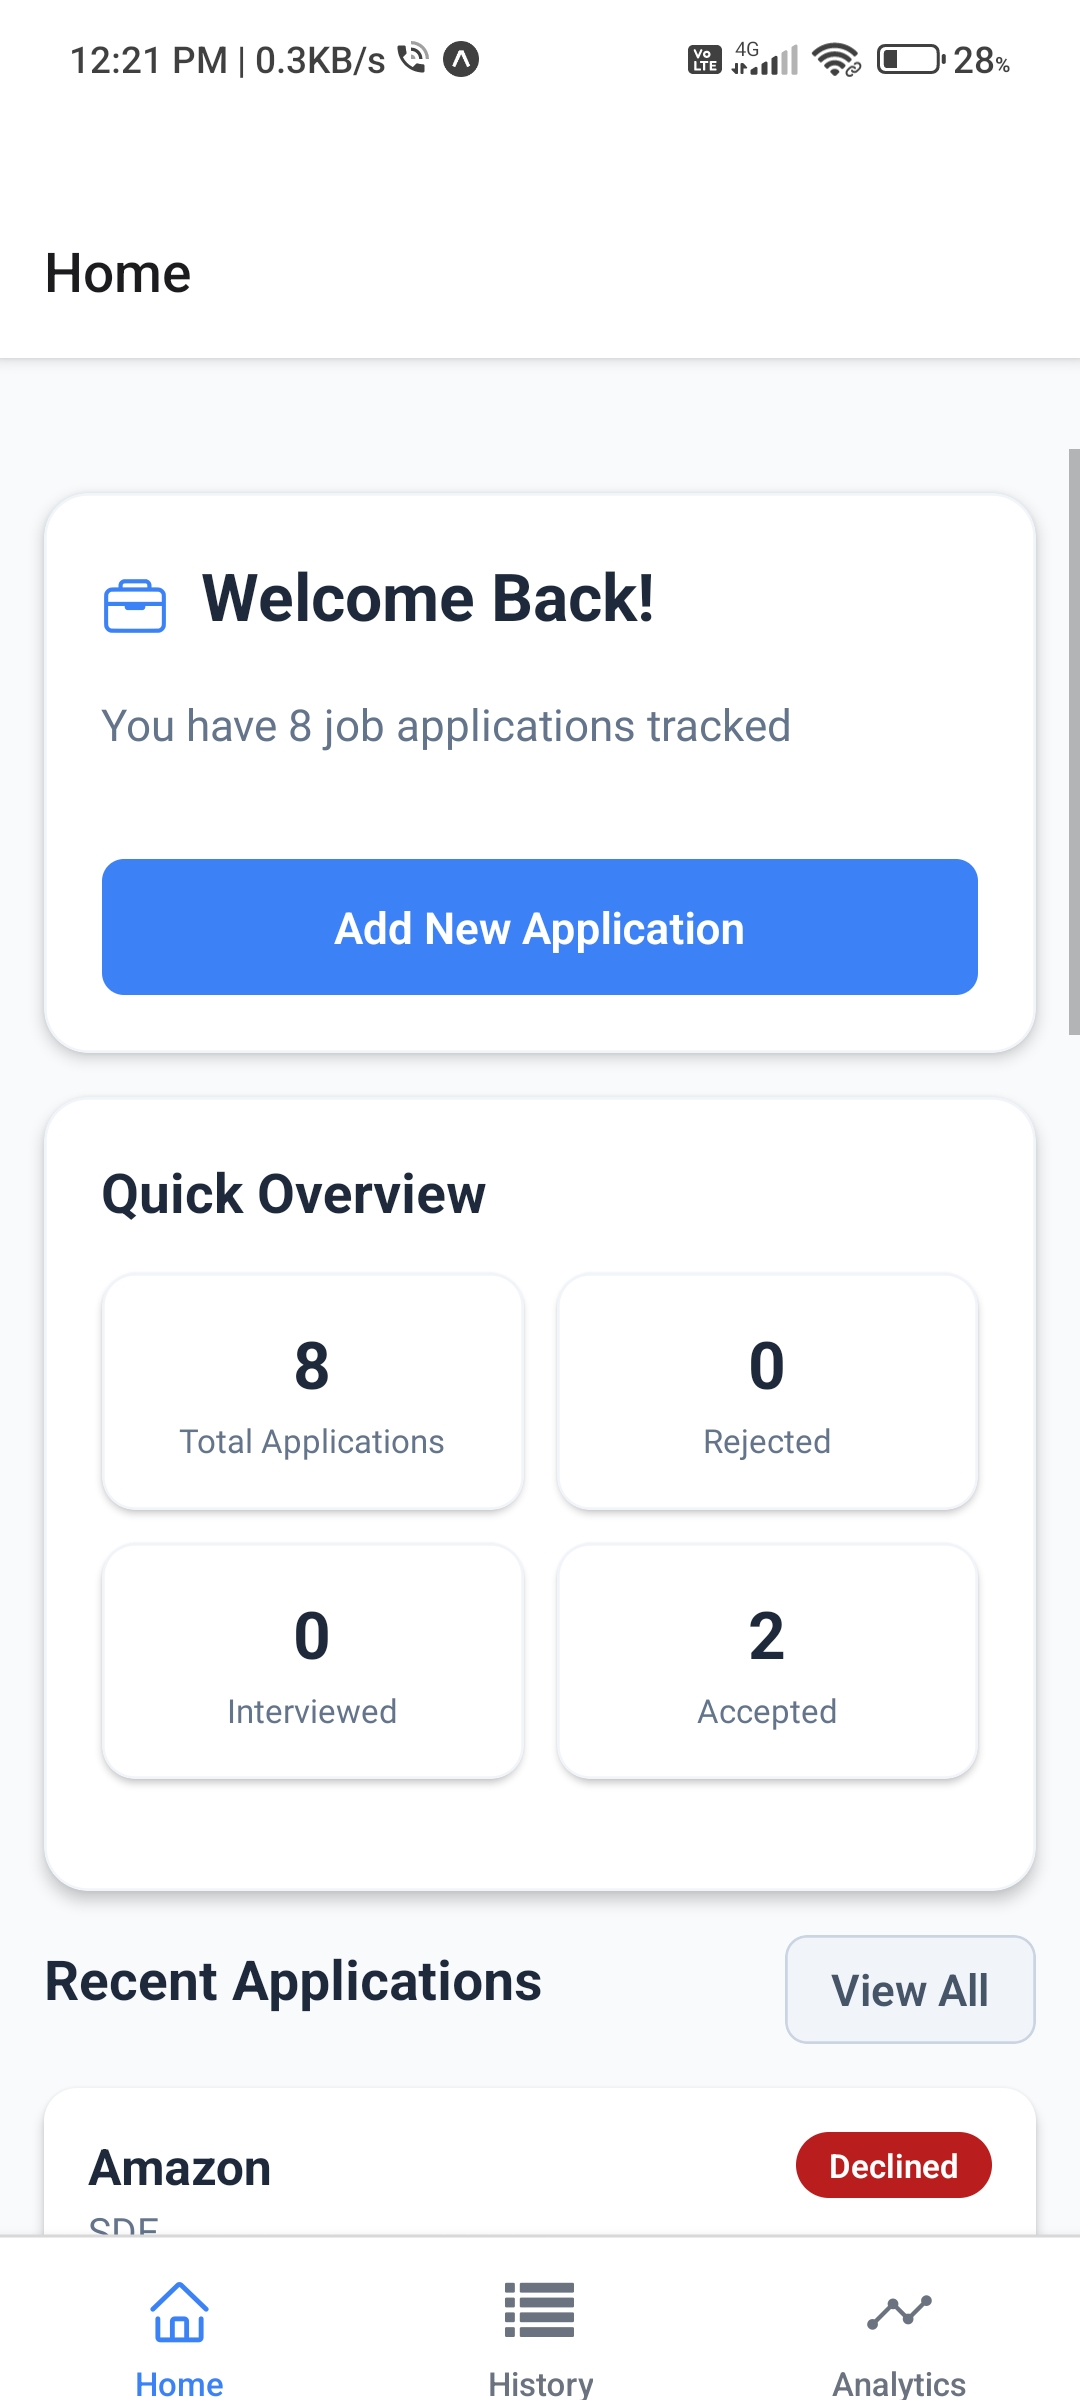 12:21 PM | 0.3KB/s
Vo LTE 4G 28%
Home
Welcome Back!
You have 8 job applications tracked
Add New Application
Quick Overview
8
Total Applications
0
Rejected
0
Interviewed
2
Accepted
Recent Applications
View All
Amazon
Declined
SDE
Home
History
Analytics